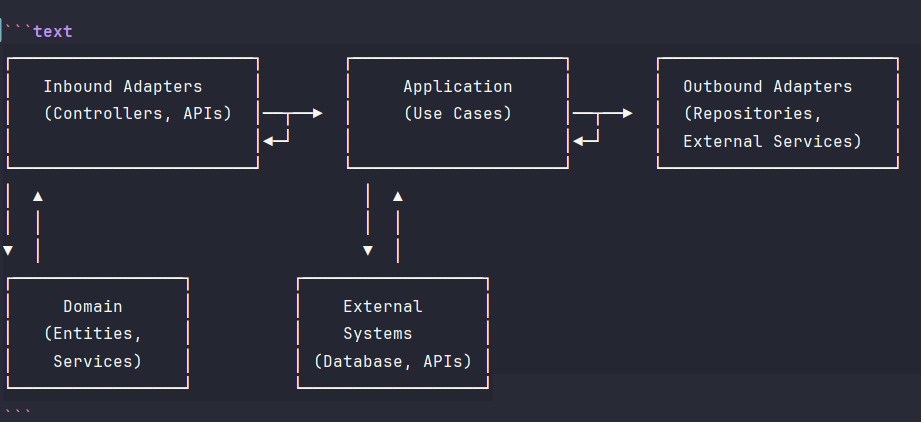 ```text
Inbound Adapters Application Outbound Adapters
(Controllers, APIs) (Use Cases) (Repositories,
External Services)
Domain External
(Entities, Systems
Services) (Database, APIs)
```